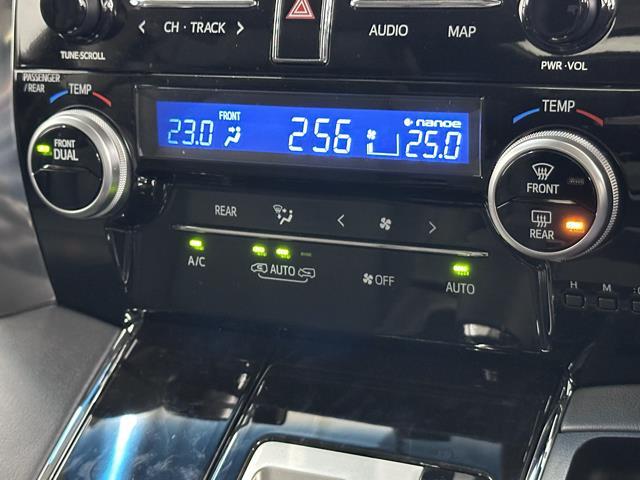 CH · TRACK
AUDIO
MAP
TUNE·SCROLL
PWR·VOL
PASSENGER
/REAR
TEMP
FRONT
DUAL
FRONT
23.0
256
nanoe
25.0
TEMP
FRONT
REAR
REAR
A/C
AUTO
OFF
AUTO
H
M